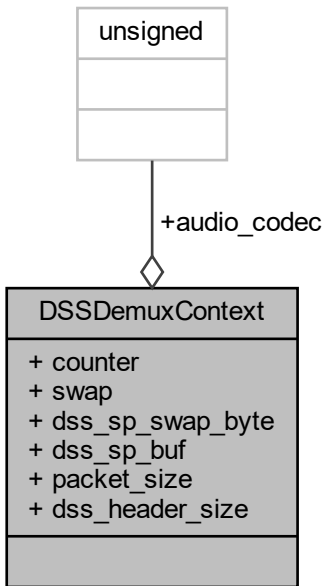 unsigned
+audio_codec
DSSDemuxContext
+ counter
+ swap
+ dss_sp_swap_byte
+ dss_sp_buf
+ packet_size
+ dss_header_size